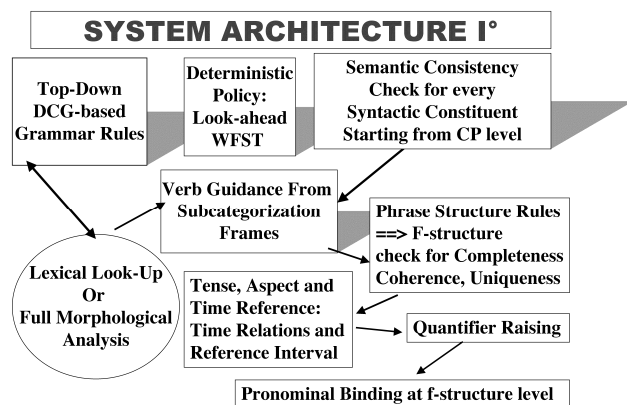 SYSTEM ARCHITECTURE I°
Top-Down
DCG-based
Grammar Rules
Deterministic
Policy:
Look-ahead
WFST
Semantic Consistency
Check for every
Syntactic Constituent
Starting from CP level
Verb Guidance From
Subcategorization
Frames
Phrase Structure Rules
==> F-structure
check for Completeness
Coherence, Uniqueness
Lexical Look-Up
Or
Full Morphological
Analysis
Tense, Aspect and
Time Reference:
Time Relations and
Reference Interval
Quantifier Raising
Pronominal Binding at f-structure level